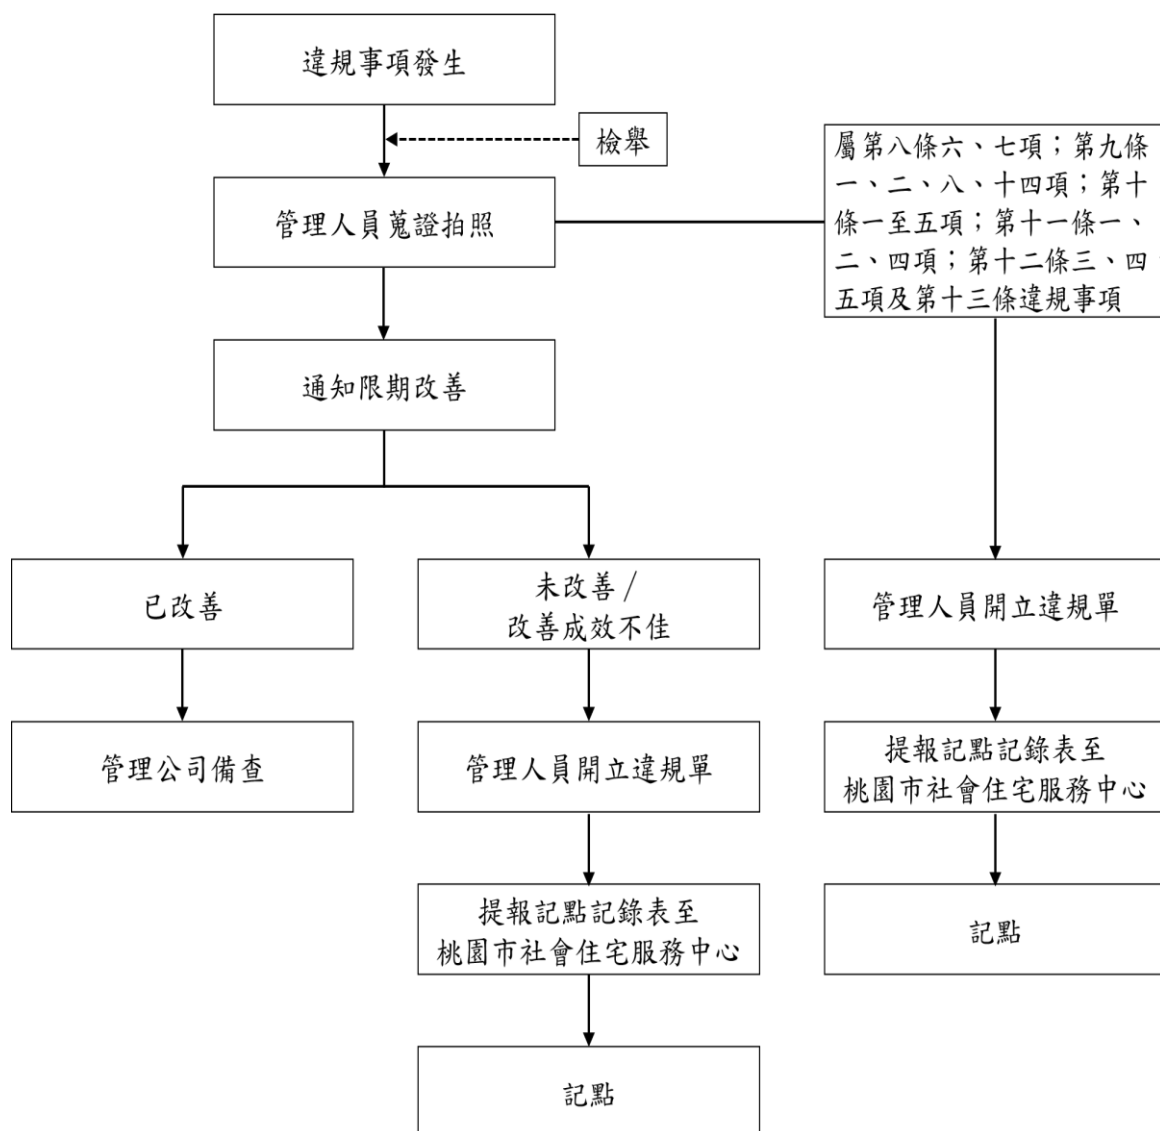 違規事項發生
檢舉
管理人員蒐證拍照
屬第八條六、七項；第九條
一、二、八、十四項；第十
條一至五項；第十一條一、
二、四項；第十二條三、四、
五項及第十三條違規事項
通知限期改善
已改善
未改善/
改善成效不佳
管理人員開立違規單
管理公司備查
管理人員開立違規單
提報記點記錄表至
桃園市社會住宅服務中心
提報記點記錄表至
桃園市社會住宅服務中心
記點
記點